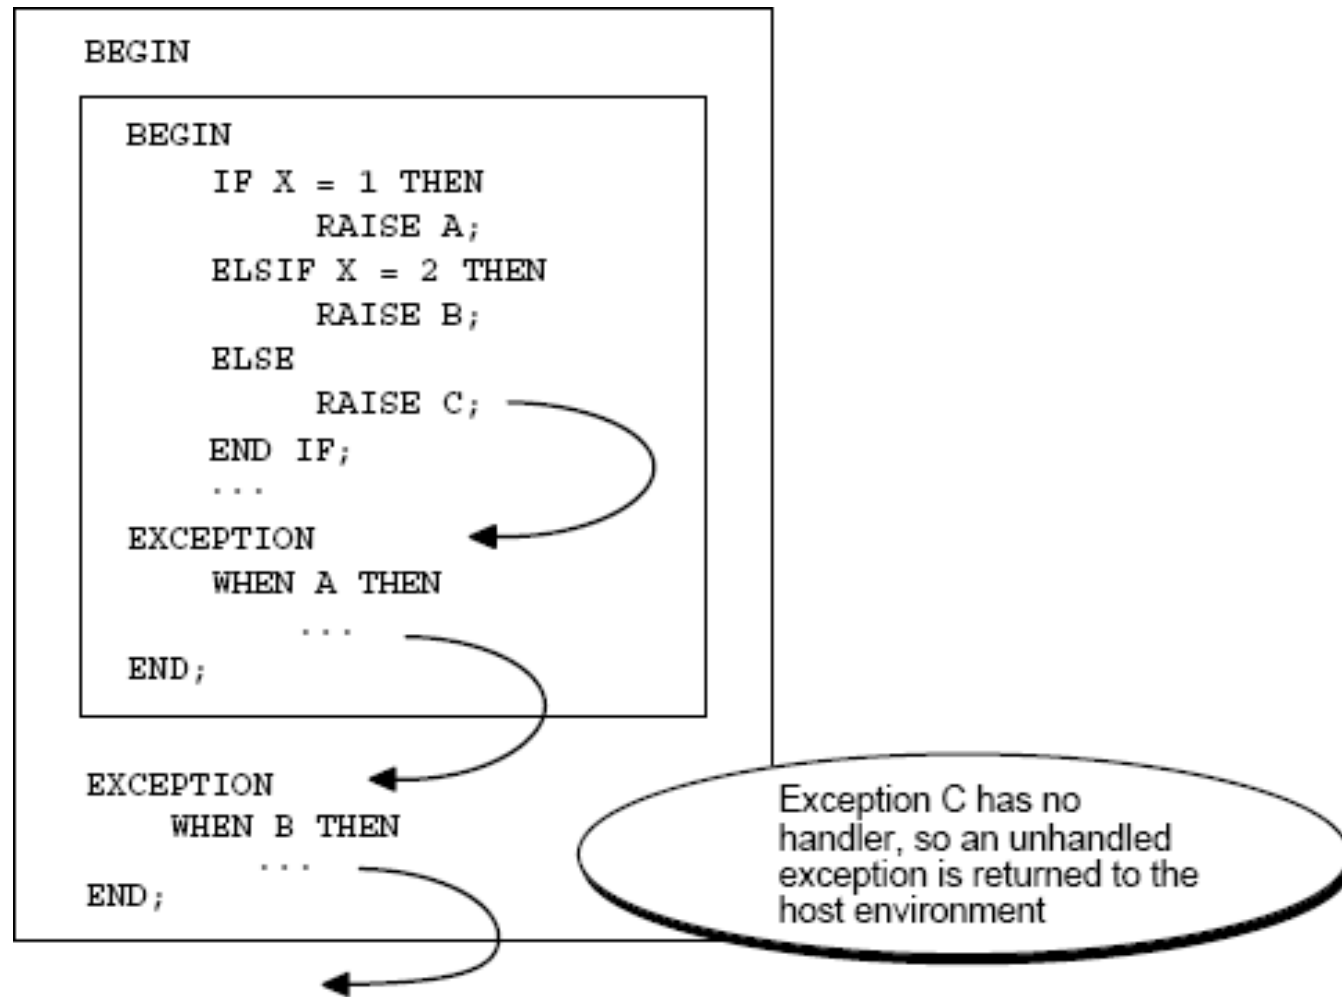 BEGIN
BEGIN
IF X = 1 THEN
RAISE A;
ELSIF X = 2 THEN
RAISE B;
ELSE
RAISE C;
END IF;
...
EXCEPTION
WHEN A THEN
...
END;
EXCEPTION
WHEN B THEN
...
END;
Exception C has no
handler, so an unhandled
exception is returned to the
host environment